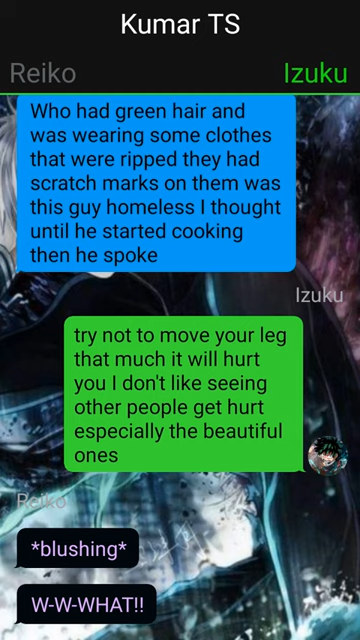 Kumar TS
Reiko
Izuku
Who had green hair and
was wearing some clothes
that were ripped they had
scratch marks on them was
this guy homeless I thought
until he started cooking
then he spoke
Izuku
try not to move your leg
that much it will hurt
you I don't like seeing
other people get hurt
especially the beautiful
ones
Reiko
*blushing*
W-W-WHAT!!